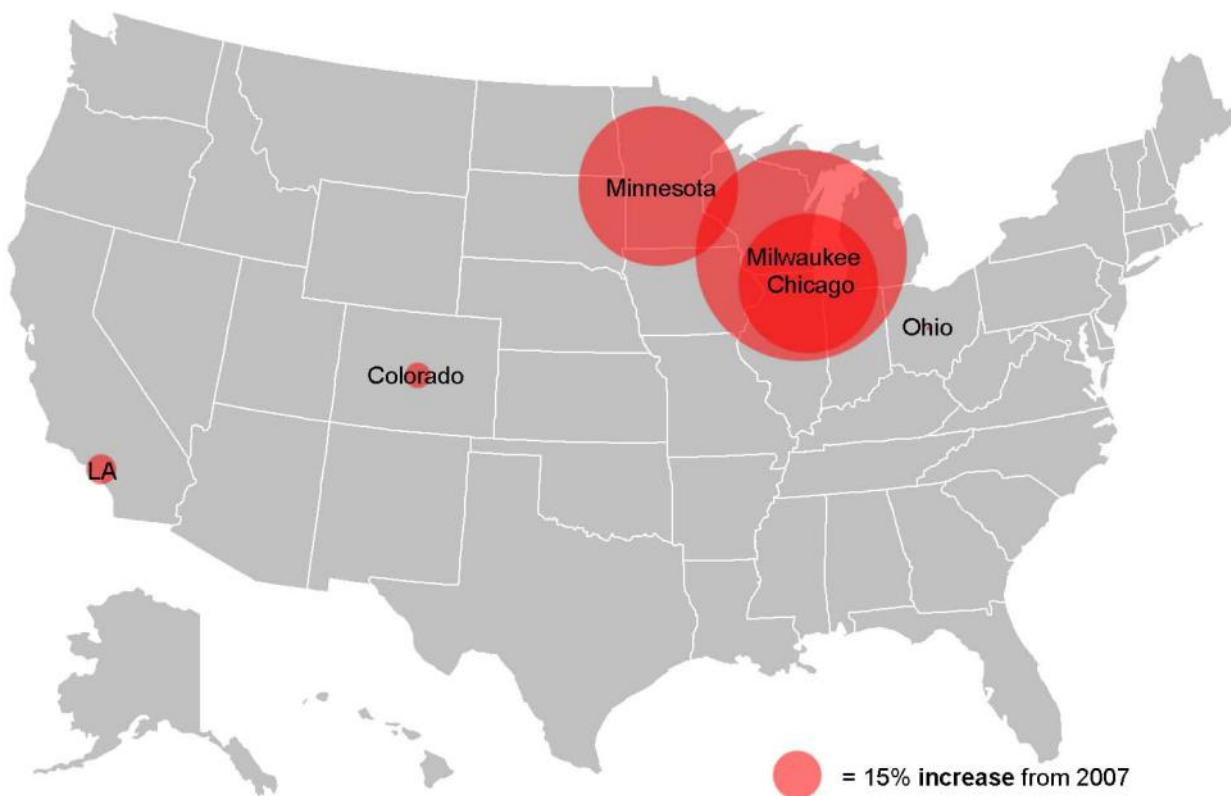 Minnesota
Milwaukee
Chicago
Ohio
Colorado
LA
= 15% increase from 2007